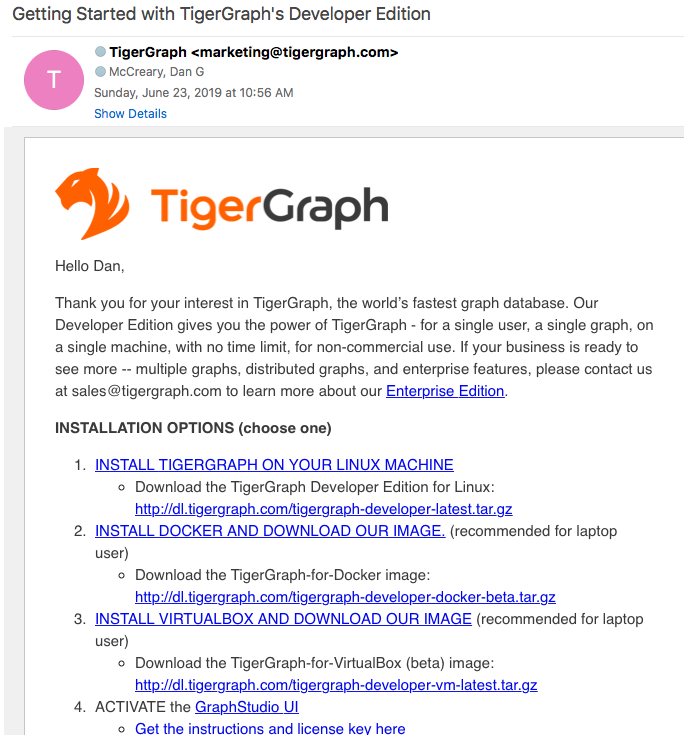 Getting Started with TigerGraph's Developer Edition
T
TigerGraph <marketing@tigergraph.com>
McCreary, Dan G
Sunday, June 23, 2019 at 10:56 AM
Show Details
TigerGraph
Hello Dan,
Thank you for your interest in TigerGraph, the world’s fastest graph database. Our
Developer Edition gives you the power of TigerGraph - for a single user, a single graph, on
a single machine, with no time limit, for non-commercial use. If your business is ready to
see more -- multiple graphs, distributed graphs, and enterprise features, please contact us
at sales@tigergraph.com to learn more about our Enterprise Edition.
INSTALLATION OPTIONS (choose one)
1. INSTALL TIGERGRAPH ON YOUR LINUX MACHINE
◦ Download the TigerGraph Developer Edition for Linux:
http://dl.tigergraph.com/tigergraph-developer-latest.tar.gz
2. INSTALL DOCKER AND DOWNLOAD OUR IMAGE. (recommended for laptop
user)
◦ Download the TigerGraph-for-Docker image:
http://dl.tigergraph.com/tigergraph-developer-docker-beta.tar.gz
3. INSTALL VIRTUALBOX AND DOWNLOAD OUR IMAGE (recommended for laptop
user)
◦ Download the TigerGraph-for-VirtualBox (beta) image:
http://dl.tigergraph.com/tigergraph-developer-vm-latest.tar.gz
4. ACTIVATE the GraphStudio UI
◦ Get the instructions and license key here